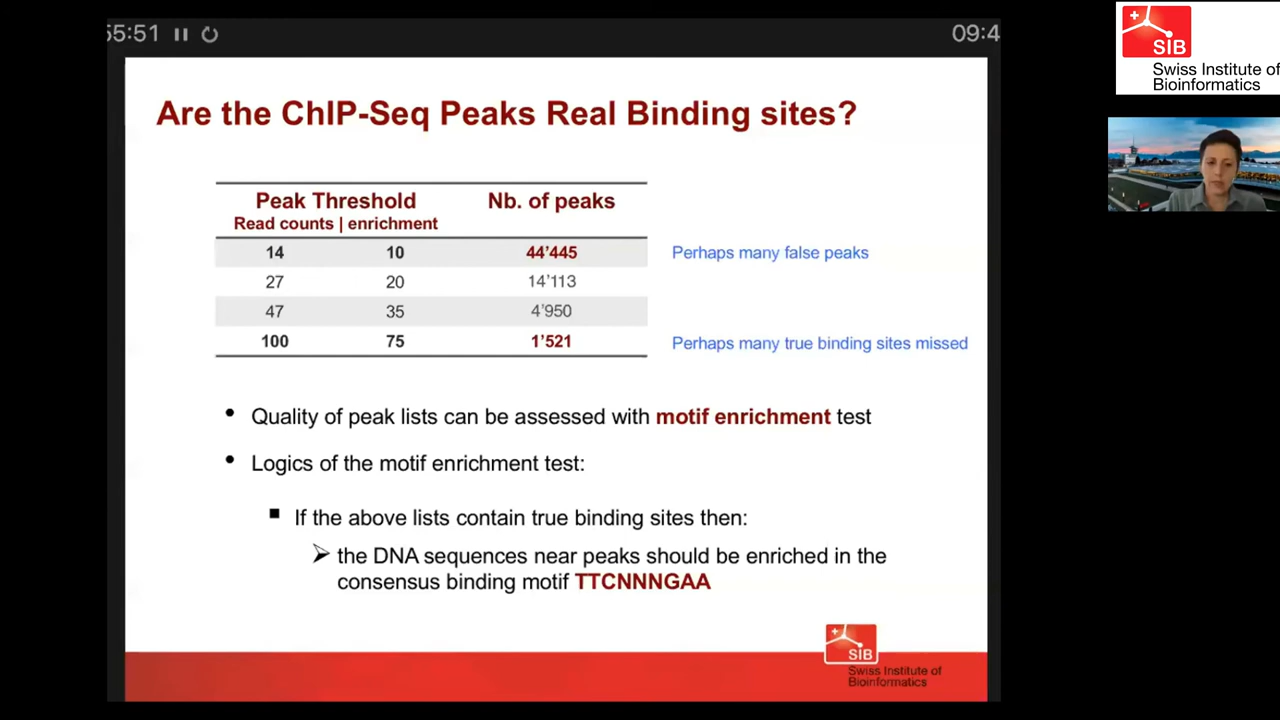 55:51
09:4
SIB
Swiss Institute of
Bioinformatics
Are the ChIP-Seq Peaks Real Binding sites?
Peak Threshold Nb. of peaks
Read counts | enrichment
14 10 44’445 Perhaps many false peaks
27 20 14’113
47 35 4’950
100 75 1’521 Perhaps many true binding sites missed
• Quality of peak lists can be assessed with motif enrichment test
• Logics of the motif enrichment test:
▪ If the above lists contain true binding sites then:
➢ the DNA sequences near peaks should be enriched in the
consensus binding motif TTCNNNGAA
SIB
Swiss Institute of
Bioinformatics